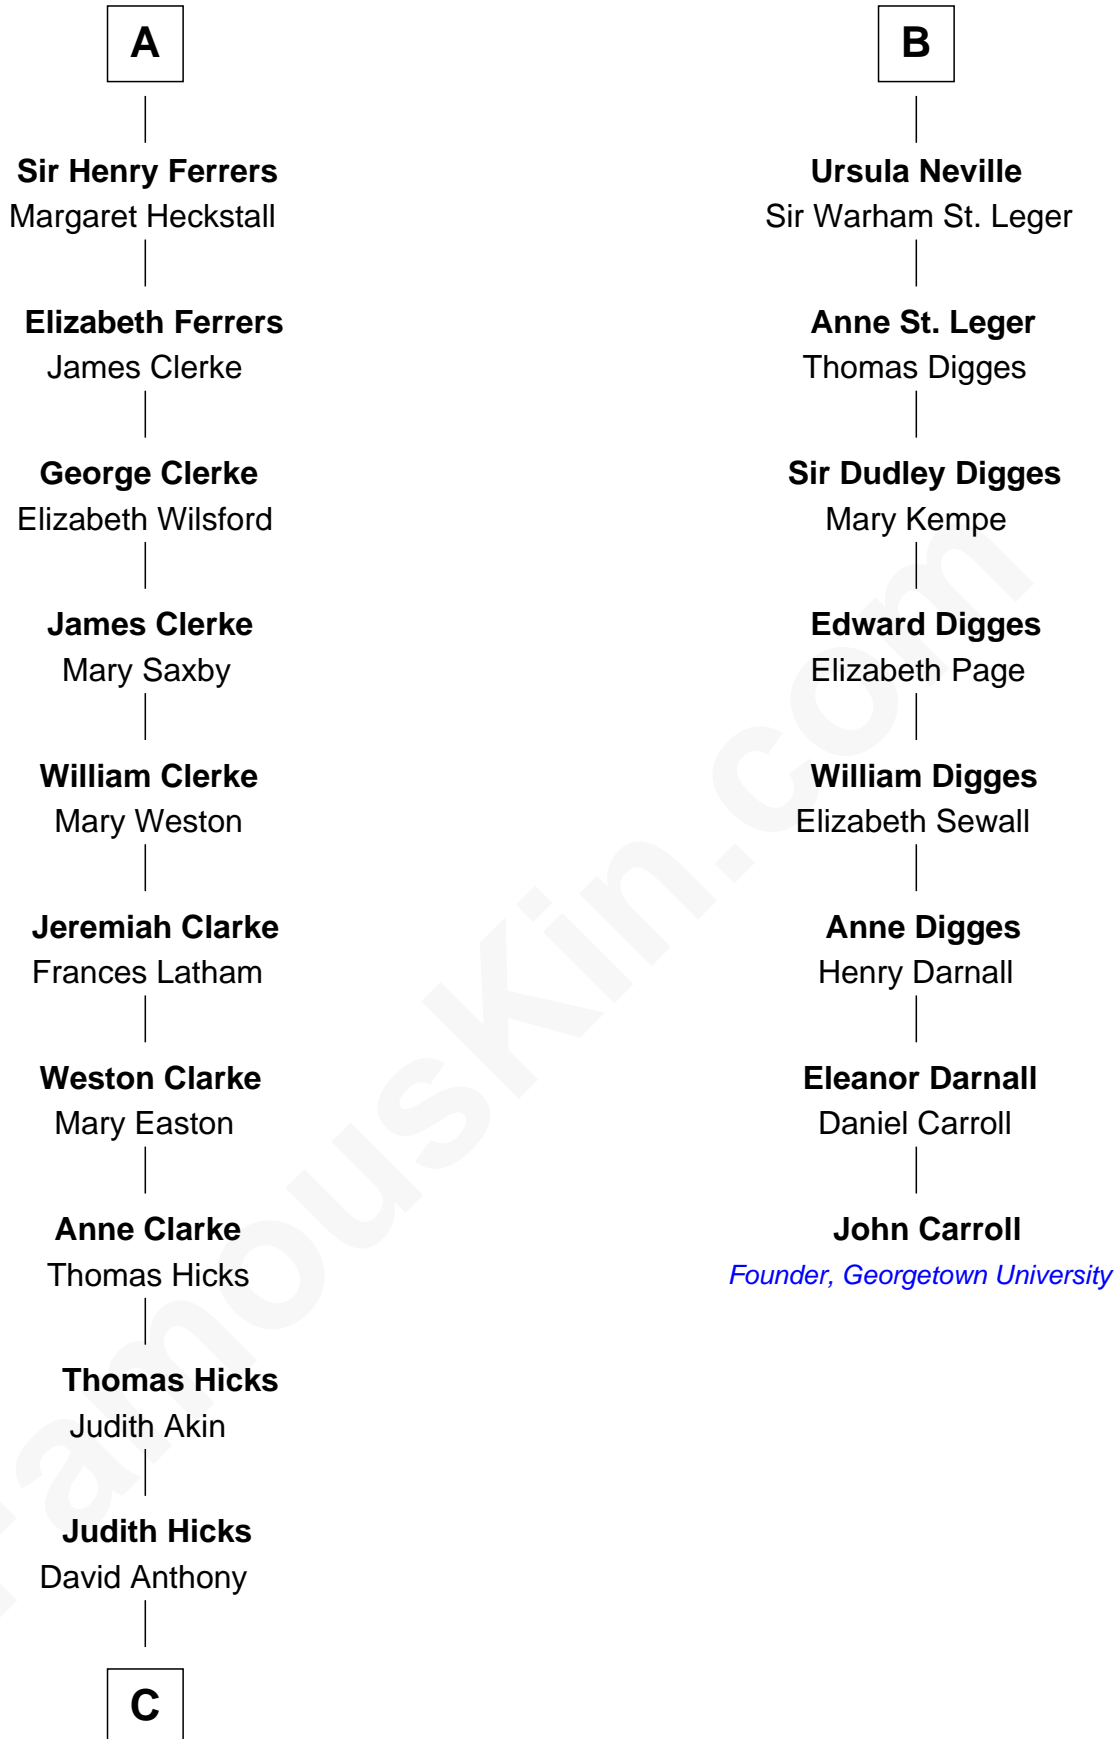 A
Sir Henry Ferrers
Margaret Heckstall
Elizabeth Ferrers
James Clerke
George Clerke
Elizabeth Wilsford
James Clerke
Mary Saxby
William Clerke
Mary Weston
Jeremiah Clarke
Frances Latham
Weston Clarke
Mary Easton
Anne Clarke
Thomas Hicks
Thomas Hicks
Judith Akin
Judith Hicks
David Anthony
C
B
Ursula Neville
Sir Warham St. Leger
Anne St. Leger
Thomas Digges
Sir Dudley Digges
Mary Kempe
Edward Digges
Elizabeth Page
William Digges
Elizabeth Sewall
Anne Digges
Henry Darnall
Eleanor Darnall
Daniel Carroll
John Carroll
Founder, Georgetown University
FamousKin.com